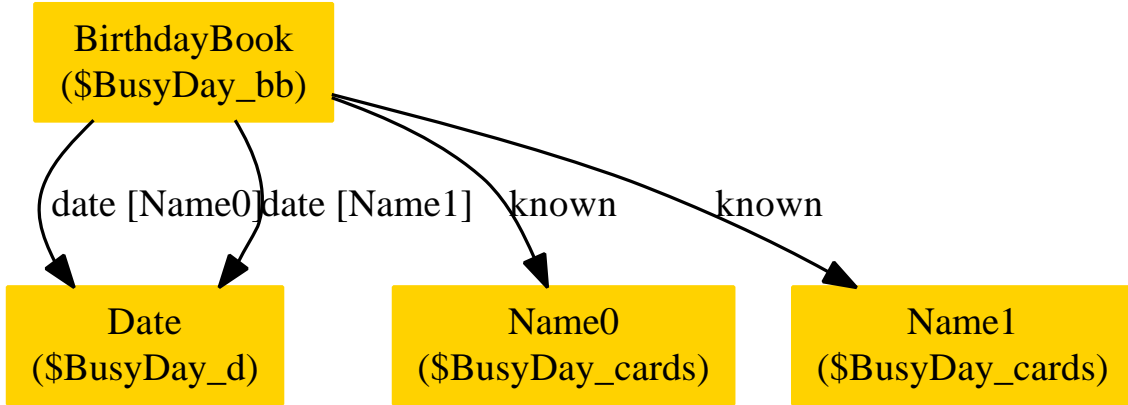 BirthdayBook
($BusyDay_bb)
date [Name0]
date [Name1]
known
known
Date
($BusyDay_d)
Name0
($BusyDay_cards)
Name1
($BusyDay_cards)